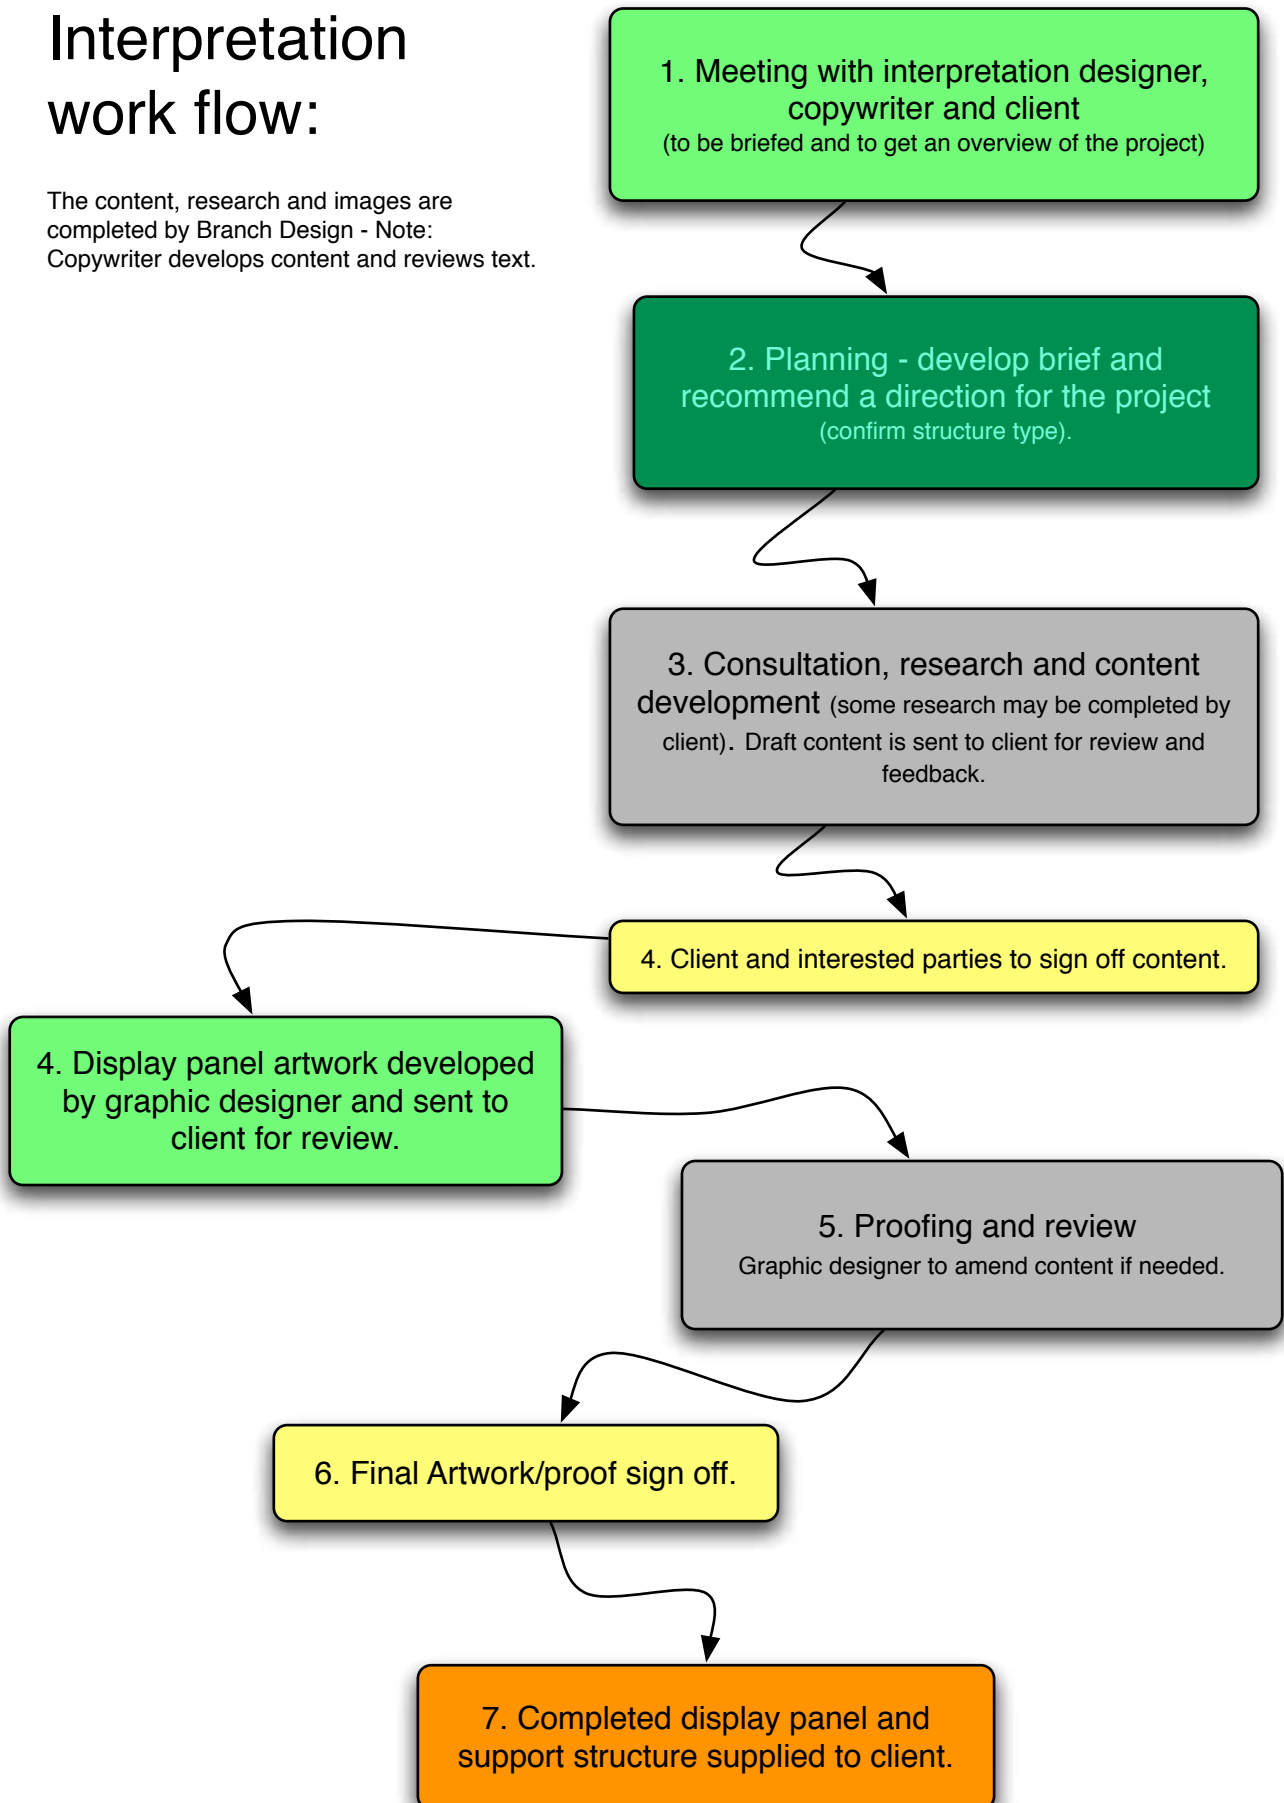 Interpretation
work flow:
The content, research and images are
completed by Branch Design - Note:
Copywriter develops content and reviews text.
1. Meeting with interpretation designer,
copywriter and client
(to be briefed and to get an overview of the project)
2. Planning - develop brief and
recommend a direction for the project
(confirm structure type).
3. Consultation, research and content
development (some research may be completed by
client). Draft content is sent to client for review and
feedback.
4. Client and interested parties to sign off content.
4. Display panel artwork developed
by graphic designer and sent to
client for review.
5. Proofing and review
Graphic designer to amend content if needed.
6. Final Artwork/proof sign off.
7. Completed display panel and
support structure supplied to client.